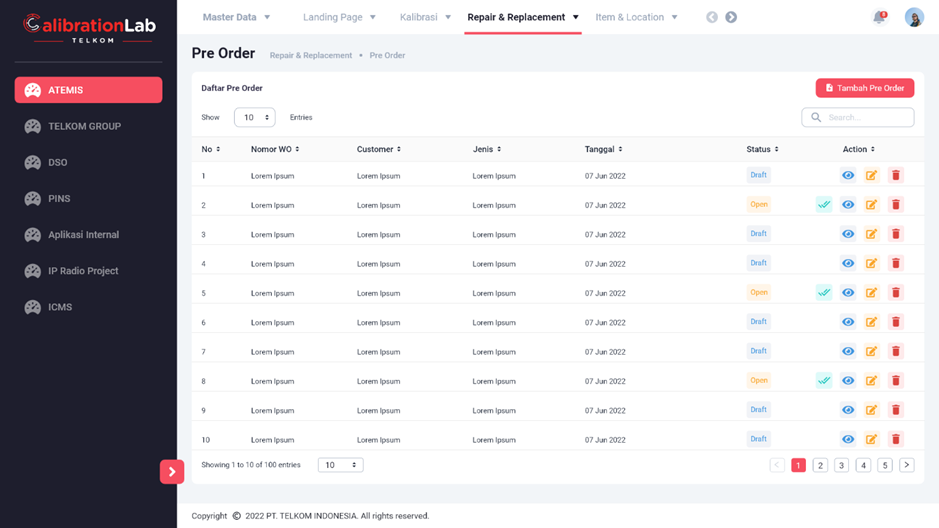 CalibrationLab
TELKOM
Master Data
Landing Page
Kalibrasi
Repair & Replacement
Item & Location
8
ATEMIS
TELKOM GROUP
DSO
PINS
Aplikasi Internal
IP Radio Project
ICMS
Pre Order
Repair & Replacement • Pre Order
Daftar Pre Order
Tambah Pre Order
Show 10 Entries
Search...
No Nomor WO Customer Jenis Tanggal Status Action
1 Lorem Ipsum Lorem Ipsum Lorem Ipsum 07 Jun 2022 Draft
2 Lorem Ipsum Lorem Ipsum Lorem Ipsum 07 Jun 2022 Open
3 Lorem Ipsum Lorem Ipsum Lorem Ipsum 07 Jun 2022 Draft
4 Lorem Ipsum Lorem Ipsum Lorem Ipsum 07 Jun 2022 Draft
5 Lorem Ipsum Lorem Ipsum Lorem Ipsum 07 Jun 2022 Open
6 Lorem Ipsum Lorem Ipsum Lorem Ipsum 07 Jun 2022 Draft
7 Lorem Ipsum Lorem Ipsum Lorem Ipsum 07 Jun 2022 Draft
8 Lorem Ipsum Lorem Ipsum Lorem Ipsum 07 Jun 2022 Open
9 Lorem Ipsum Lorem Ipsum Lorem Ipsum 07 Jun 2022 Draft
10 Lorem Ipsum Lorem Ipsum Lorem Ipsum 07 Jun 2022 Draft
Showing 1 to 10 of 100 entries 10 < 1 2 3 4 5 >
Copyright © 2022 PT. TELKOM INDONESIA. All rights reserved.